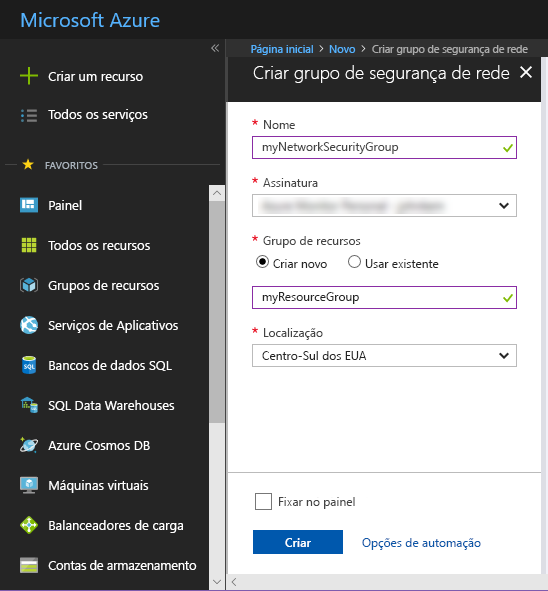 Microsoft Azure
Página inicial > Novo > Criar grupo de segurança de rede
Criar um recurso
Todos os serviços
FAVORITOS
Painel
Todos os recursos
Grupos de recursos
Serviços de Aplicativos
Bancos de dados SQL
SQL Data Warehouses
Azure Cosmos DB
Máquinas virtuais
Balanceadores de carga
Contas de armazenamento
Criar grupo de segurança de rede
* Nome
myNetworkSecurityGroup
* Assinatura
* Grupo de recursos
Criar novo Usar existente
myResourceGroup
* Localização
Centro-Sul dos EUA
Fixar no painel
Criar Opções de automação